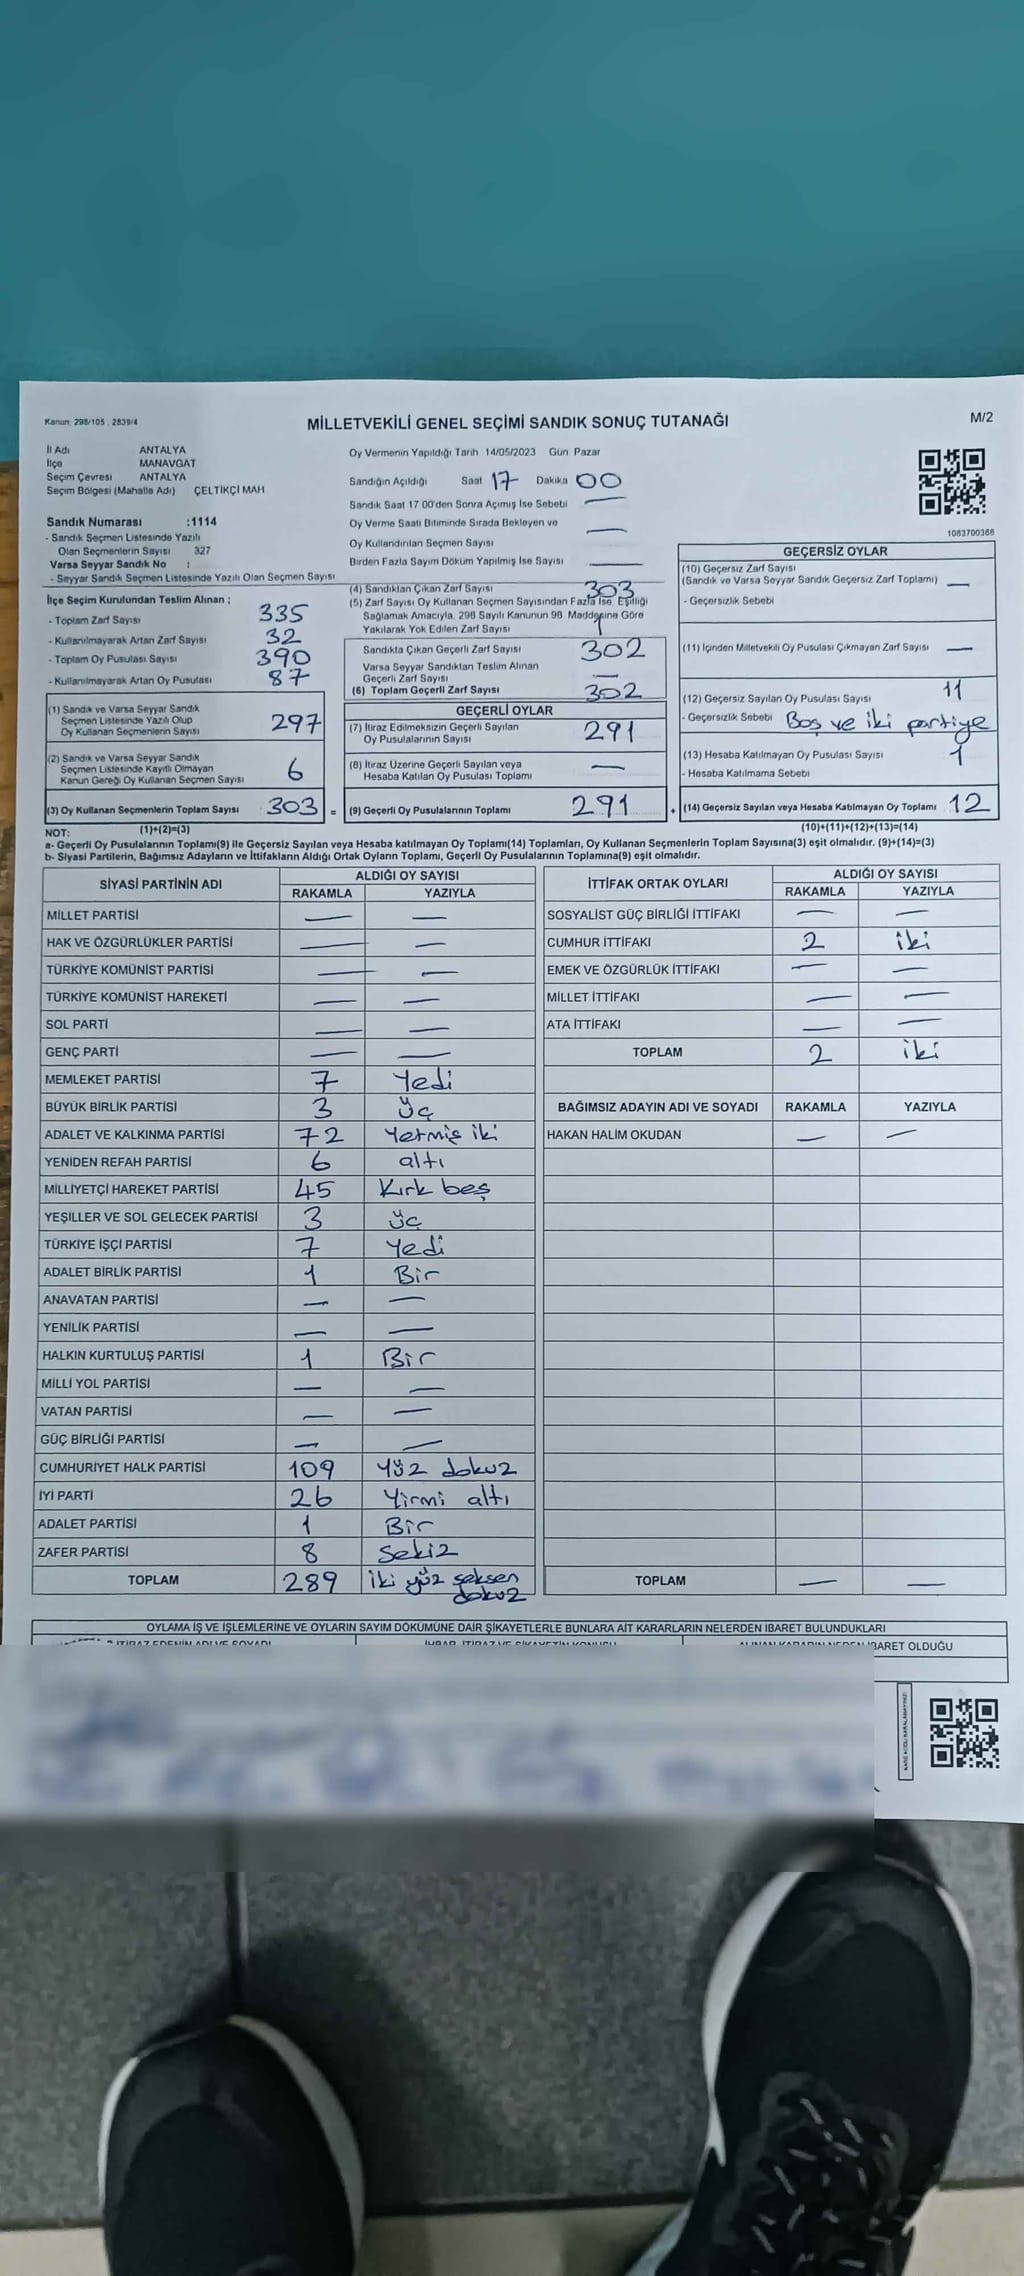 Kanun: 298/105 , 2839/4
MİLLETVEKİLİ GENEL SEÇİMİ SANDIK SONUÇ TUTANAĞI
M/2
İl Adı ANTALYA
İlçe MANAVGAT
Seçim Çevresi ANTALYA
Seçim Bölgesi (Mahalle Adı) ÇELTİKÇİ MAH
Sandık Numarası :1114
- Sandık Seçmen Listesinde Yazılı
Olan Seçmenlerin Sayısı 327
Varsa Seyyar Sandık No :
- Seyyar Sandık Seçmen Listesinde Yazılı Olan Seçmen Sayısı
Oy Vermenin Yapıldığı Tarih 14/05/2023 Gün Pazar
Sandığın Açıldığı Saat 17 Dakika 00
Sandık Saat 17 00'den Sonra Açımış İse Sebebi —
Oy Verme Saati Bitiminde Sırada Bekleyen ve
Oy Kullandırılan Seçmen Sayısı —
Birden Fazla Sayım Döküm Yapılmış İse Sayısı —
1083700388
İlçe Seçim Kurulundan Teslim Alınan ;
- Toplam Zarf Sayısı 335
- Kullanılmayarak Artan Zarf Sayısı 32
- Toplam Oy Pusulası Sayısı 390
- Kullanılmayarak Artan Oy Pusulası 87
(1) Sandık ve Varsa Seyyar Sandık
Seçmen Listesinde Yazılı Olup
Oy Kullanan Seçmenlerin Sayısı 297
(2) Sandık ve Varsa Seyyar Sandık
Seçmen Listesinde Kayıtlı Olmayan
Kanun Gereği Oy Kullanan Seçmen Sayısı 6
(3) Oy Kullanan Seçmenlerin Toplam Sayısı 303 =
(4) Sandıktan Çıkan Zarf Sayısı 303
(5) Zarf Sayısı Oy Kullanan Seçmen Sayısından Fazla İse, Eşitliği
Sağlamak Amacıyla, 298 Sayılı Kanunun 98 Maddesine Göre
Yakılarak Yok Edilen Zarf Sayısı 1
Sandıkta Çıkan Geçerli Zarf Sayısı 302
Varsa Seyyar Sandıktan Teslim Alınan
Geçerli Zarf Sayısı —
(6) Toplam Geçerli Zarf Sayısı 302
GEÇERLİ OYLAR
(7) İtiraz Edilmeksizin Geçerli Sayılan
Oy Pusulalarının Sayısı 291
(8) İtiraz Üzerine Geçerli Sayılan veya
Hesaba Katılan Oy Pusulası Toplamı —
(9) Geçerli Oy Pusulalarının Toplamı 291 +
GEÇERSİZ OYLAR
(10) Geçersiz Zarf Sayısı
(Sandık ve Varsa Seyyar Sandık Geçersiz Zarf Toplamı) —
- Geçersizlik Sebebi
(11) İçinden Milletvekili Oy Pusulası Çıkmayan Zarf Sayısı —
(12) Geçersiz Sayılan Oy Pusulası Sayısı 11
- Geçersizlik Sebebi Boş ve iki partiye
(13) Hesaba Katılmayan Oy Pusulası Sayısı 1
- Hesaba Katılmama Sebebi
(14) Geçersiz Sayılan veya Hesaba Katılmayan Oy Toplamı 12
NOT: (1)+(2)=(3) (10)+(11)+(12)+(13)=(14)
a- Geçerli Oy Pusulalarının Toplamı(9) ile Geçersiz Sayılan veya Hesaba katılmayan Oy Toplamı(14) Toplamları, Oy Kullanan Seçmenlerin Toplam Sayısına(3) eşit olmalıdır. (9)+(14)=(3)
b- Siyasi Partilerin, Bağımsız Adayların ve İttifakların Aldığı Ortak Oyların Toplamı, Geçerli Oy Pusulalarının Toplamına(9) eşit olmalıdır.
SİYASİ PARTİNİN ADI ALDIĞI OY SAYISI
RAKAMLA YAZIYLA
MİLLET PARTİSİ — —
HAK VE ÖZGÜRLÜKLER PARTİSİ — —
TÜRKİYE KOMÜNİST PARTİSİ — —
TÜRKİYE KOMÜNİST HAREKETİ — —
SOL PARTİ — —
GENÇ PARTİ — —
MEMLEKET PARTİSİ 7 Yedi
BÜYÜK BİRLİK PARTİSİ 3 Üç
ADALET VE KALKINMA PARTİSİ 72 Yetmiş iki
YENİDEN REFAH PARTİSİ 6 altı
MİLLİYETÇİ HAREKET PARTİSİ 45 Kırk beş
YEŞİLLER VE SOL GELECEK PARTİSİ 3 üç
TÜRKİYE İŞÇİ PARTİSİ 7 Yedi
ADALET BİRLİK PARTİSİ 1 Bir
ANAVATAN PARTİSİ — —
YENİLİK PARTİSİ — —
HALKIN KURTULUŞ PARTİSİ 1 Bir
MİLLİ YOL PARTİSİ — —
VATAN PARTİSİ — —
GÜÇ BİRLİĞİ PARTİSİ — —
CUMHURİYET HALK PARTİSİ 109 Yüz dokuz
İYİ PARTİ 26 Yirmi altı
ADALET PARTİSİ 1 Bir
ZAFER PARTİSİ 8 Sekiz
TOPLAM 289 İki yüz seksen
dokuz
İTTİFAK ORTAK OYLARI ALDIĞI OY SAYISI
RAKAMLA YAZIYLA
SOSYALİST GÜÇ BİRLİĞİ İTTİFAKI — —
CUMHUR İTTİFAKI 2 iki
EMEK VE ÖZGÜRLÜK İTTİFAKI — —
MİLLET İTTİFAKI — —
ATA İTTİFAKI — —
TOPLAM 2 iki
BAĞIMSIZ ADAYIN ADI VE SOYADI RAKAMLA YAZIYLA
HAKAN HALİM OKUDAN — —
TOPLAM — —
OYLAMA İŞ VE İŞLEMLERİNE VE OYLARIN SAYIM DÖKÜMÜNE DAİR ŞİKAYETLERLE BUNLARA AİT KARARLARIN NELERDEN İBARET BULUNDUKLARI
İTİRAZ EDENİN ADI VE SOYADI İHBAR, İTİRAZ VE ŞİKAYETİN KONUSU ALINAN KARARIN NEDEN İBARET OLDUĞU